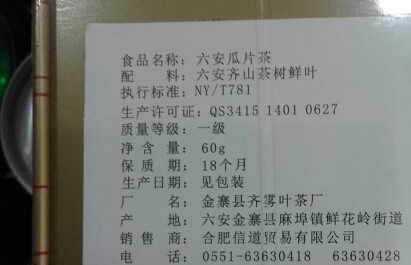 食品名称：六安瓜片茶
配　　料：六安齐山茶树鲜叶
执行标准：NY/T781
生产许可证：QS3415 1401 0627
质量等级：一级
净 含 量：60g
保 质 期：18个月
生产日期：见包装
厂　　名：金寨县齐雾叶茶厂
产　　地：六安金寨县麻埠镇鲜花岭街道
销 售 商：合肥信道贸易有限公司
电　　话：0551-63630418　63630428